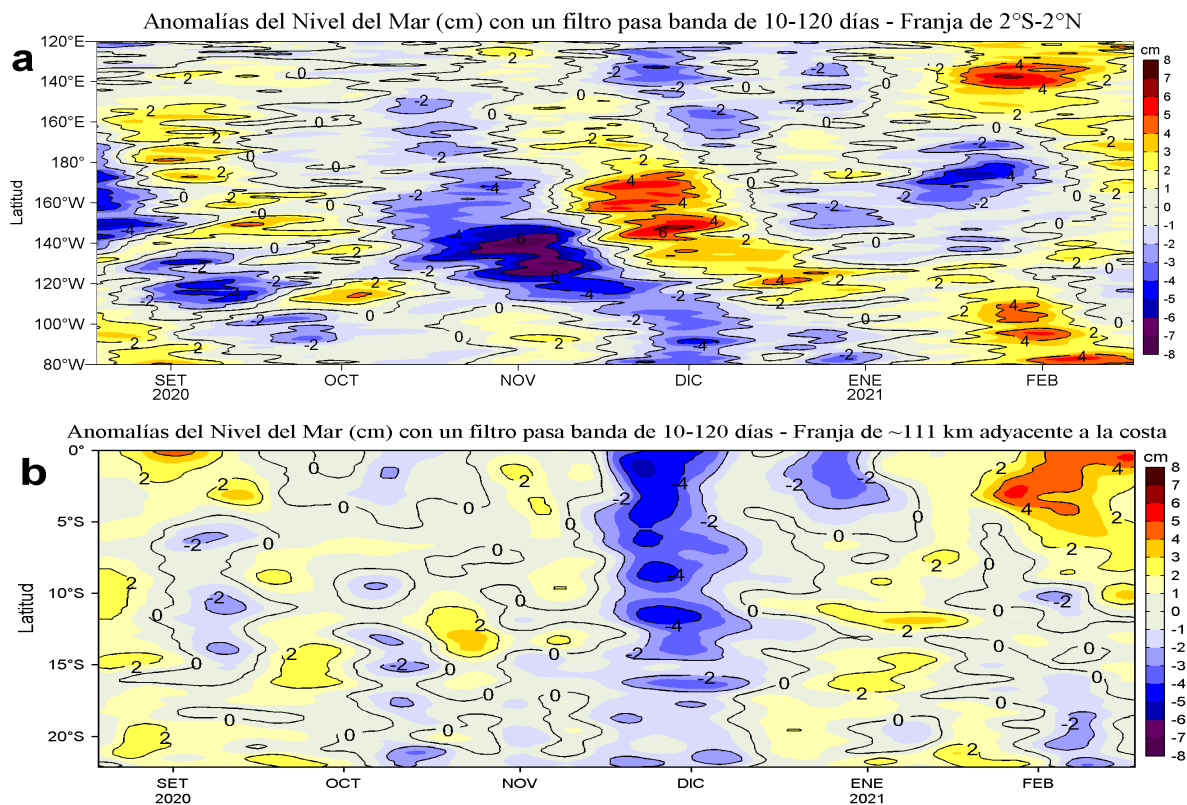 Anomalías del Nivel del Mar (cm) con un filtro pasa banda de 10-120 días - Franja de 2°S-2°N
a
cm
120°E
140°E
160°E
180°
160°W
140°W
120°W
100°W
80°W
Latitud
8
7
6
5
4
3
2
1
0
-1
-2
-3
-4
-5
-6
-7
-8
SET OCT NOV DIC ENE FEB
2020 2021
Anomalías del Nivel del Mar (cm) con un filtro pasa banda de 10-120 días - Franja de ~111 km adyacente a la costa
b
cm
0°
5°S
10°S
15°S
20°S
Latitud
8
7
6
5
4
3
2
1
0
-1
-2
-3
-4
-5
-6
-7
-8
SET OCT NOV DIC ENE FEB
2020 2021